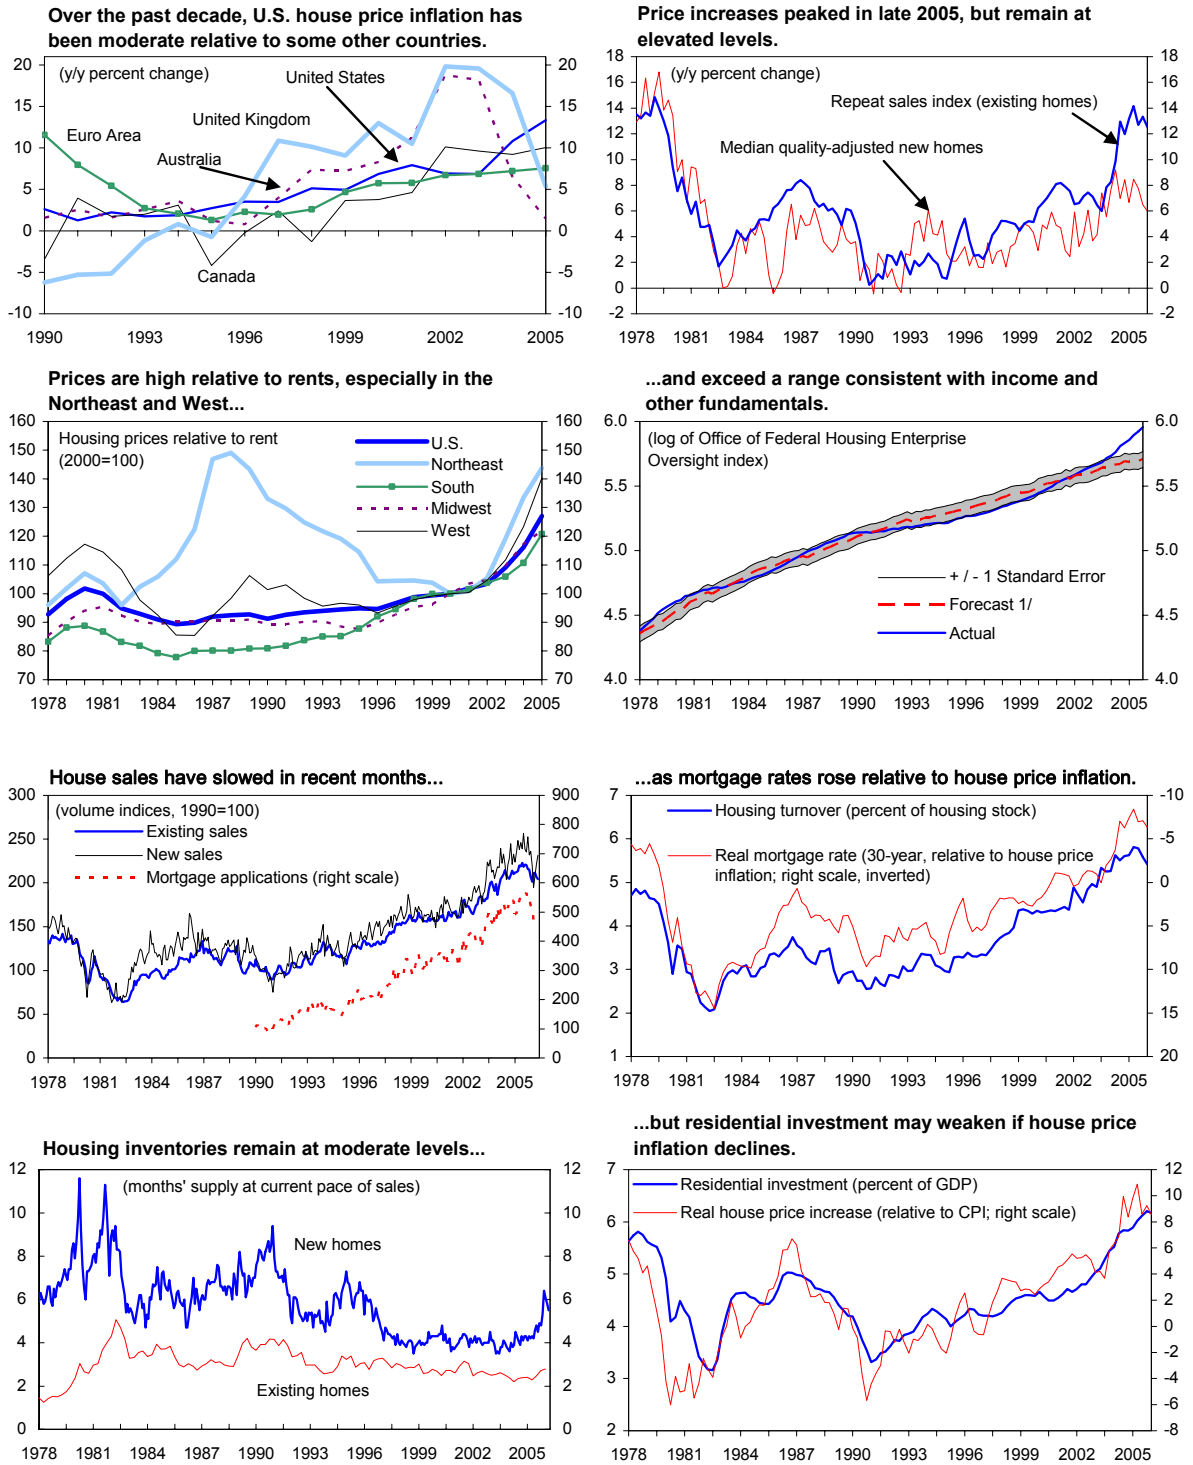 Over the past decade, U.S. house price inflation has
been moderate relative to some other countries.
(y/y percent change)
United States
United Kingdom
Euro Area
Australia
Canada
20 15 10 5 0 -5 -10
20 15 10 5 0 -5 -10
1990 1993 1996 1999 2002 2005
Price increases peaked in late 2005, but remain at
elevated levels.
(y/y percent change)
Repeat sales index (existing homes)
Median quality-adjusted new homes
18 16 14 12 10 8 6 4 2 0 -2
18 16 14 12 10 8 6 4 2 0 -2
1978 1981 1984 1987 1990 1993 1996 1999 2002 2005
Prices are high relative to rents, especially in the
Northeast and West...
Housing prices relative to rent
(2000=100)
U.S.
Northeast
South
Midwest
West
160 150 140 130 120 110 100 90 80 70
160 150 140 130 120 110 100 90 80 70
1978 1981 1984 1987 1990 1993 1996 1999 2002 2005
...and exceed a range consistent with income and
other fundamentals.
(log of Office of Federal Housing Enterprise
Oversight index)
+ / - 1 Standard Error
Forecast 1/
Actual
6.0 5.5 5.0 4.5 4.0
6.0 5.5 5.0 4.5 4.0
1978 1981 1984 1987 1990 1993 1996 1999 2002 2005
House sales have slowed in recent months...
(volume indices, 1990=100)
Existing sales
New sales
Mortgage applications (right scale)
300 250 200 150 100 50 0
900 800 700 600 500 400 300 200 100 0
1978 1981 1984 1987 1990 1993 1996 1999 2002 2005
...as mortgage rates rose relative to house price inflation.
Housing turnover (percent of housing stock)
Real mortgage rate (30-year, relative to house price
inflation; right scale, inverted)
7 6 5 4 3 2 1
-10 -5 0 5 10 15 20
1978 1981 1984 1987 1990 1993 1996 1999 2002 2005
Housing inventories remain at moderate levels...
(months' supply at current pace of sales)
New homes
Existing homes
12 10 8 6 4 2 0
12 10 8 6 4 2 0
1978 1981 1984 1987 1990 1993 1996 1999 2002 2005
...but residential investment may weaken if house price
inflation declines.
Residential investment (percent of GDP)
Real house price increase (relative to CPI; right scale)
7 6 5 4 3 2
12 10 8 6 4 2 0 -2 -4 -6 -8
1978 1981 1984 1987 1990 1993 1996 1999 2002 2005